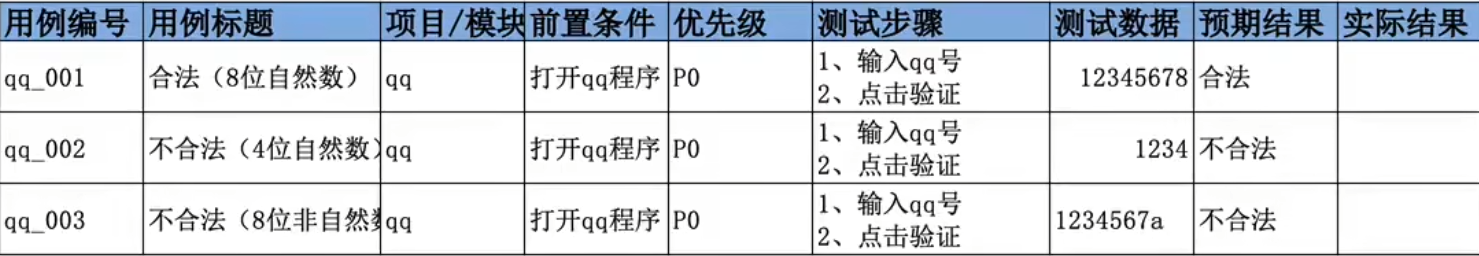 用例编号 用例标题 项目/模块 前置条件 优先级 测试步骤 测试数据 预期结果 实际结果
qq_001 合法（8位自然数） qq 打开qq程序 P0 1、输入qq号 12345678 合法
2、点击验证
qq_002 不合法（4位自然数） qq 打开qq程序 P0 1、输入qq号 1234 不合法
2、点击验证
qq_003 不合法（8位非自然 qq 打开qq程序 P0 1、输入qq号 1234567a 不合法
2、点击验证